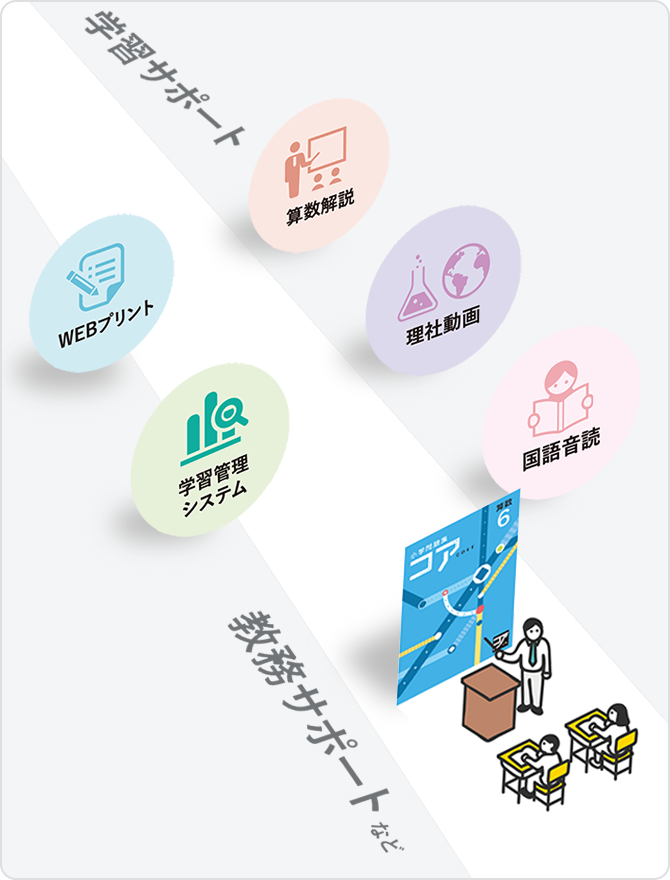 学習サポート
算数解説
WEBプリント
理社動画
国語音読
学習管理
システム
算数
6
小学問題集
コア
CORE
教務サポート
など